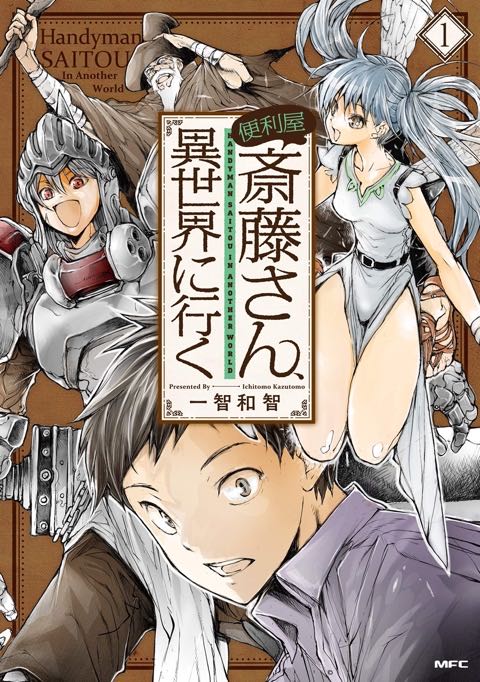 Handyman
SAITOU
In Another
World
1
便利屋
斎藤さん、
異世界に行く
HANDYMAN SAITOU IN ANOTHER WORLD
Presented By Ichitomo Kazutomo
一智和智
MFC